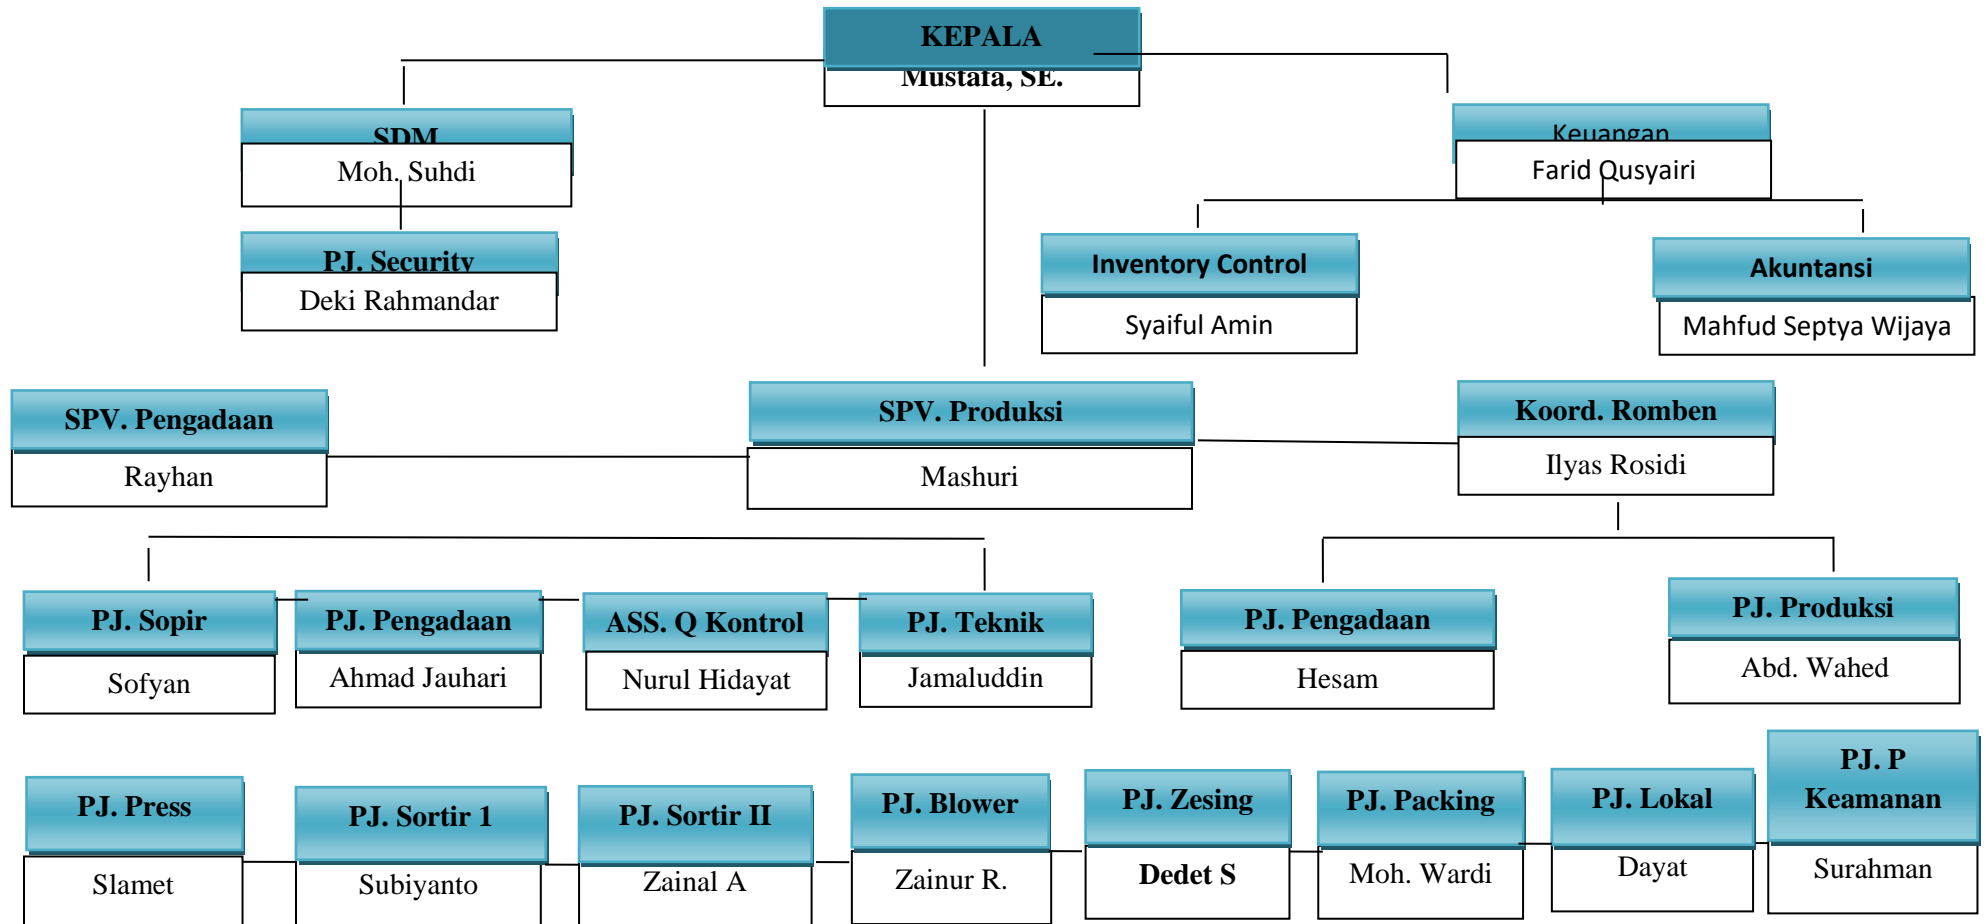 KEPALA
Mustafa, SE.
SDM
Moh. Suhdi
Keuangan
Farid Qusyairi
PJ. Security
Deki Rahmandar
Inventory Control
Syaiful Amin
Akuntansi
Mahfud Septya Wijaya
SPV. Pengadaan
Rayhan
SPV. Produksi
Mashuri
Koord. Romben
Ilyas Rosidi
PJ. Sopir
Sofyan
PJ. Pengadaan
Ahmad Jauhari
ASS. Q Kontrol
Nurul Hidayat
PJ. Teknik
Jamaluddin
PJ. Pengadaan
Hesam
PJ. Produksi
Abd. Wahed
PJ. Press
Slamet
PJ. Sortir 1
Subiyanto
PJ. Sortir II
Zainal A
PJ. Blower
Zainur R.
PJ. Zesing
Dedet S
PJ. Packing
Moh. Wardi
PJ. Lokal
Dayat
PJ. P
Keamanan
Surahman